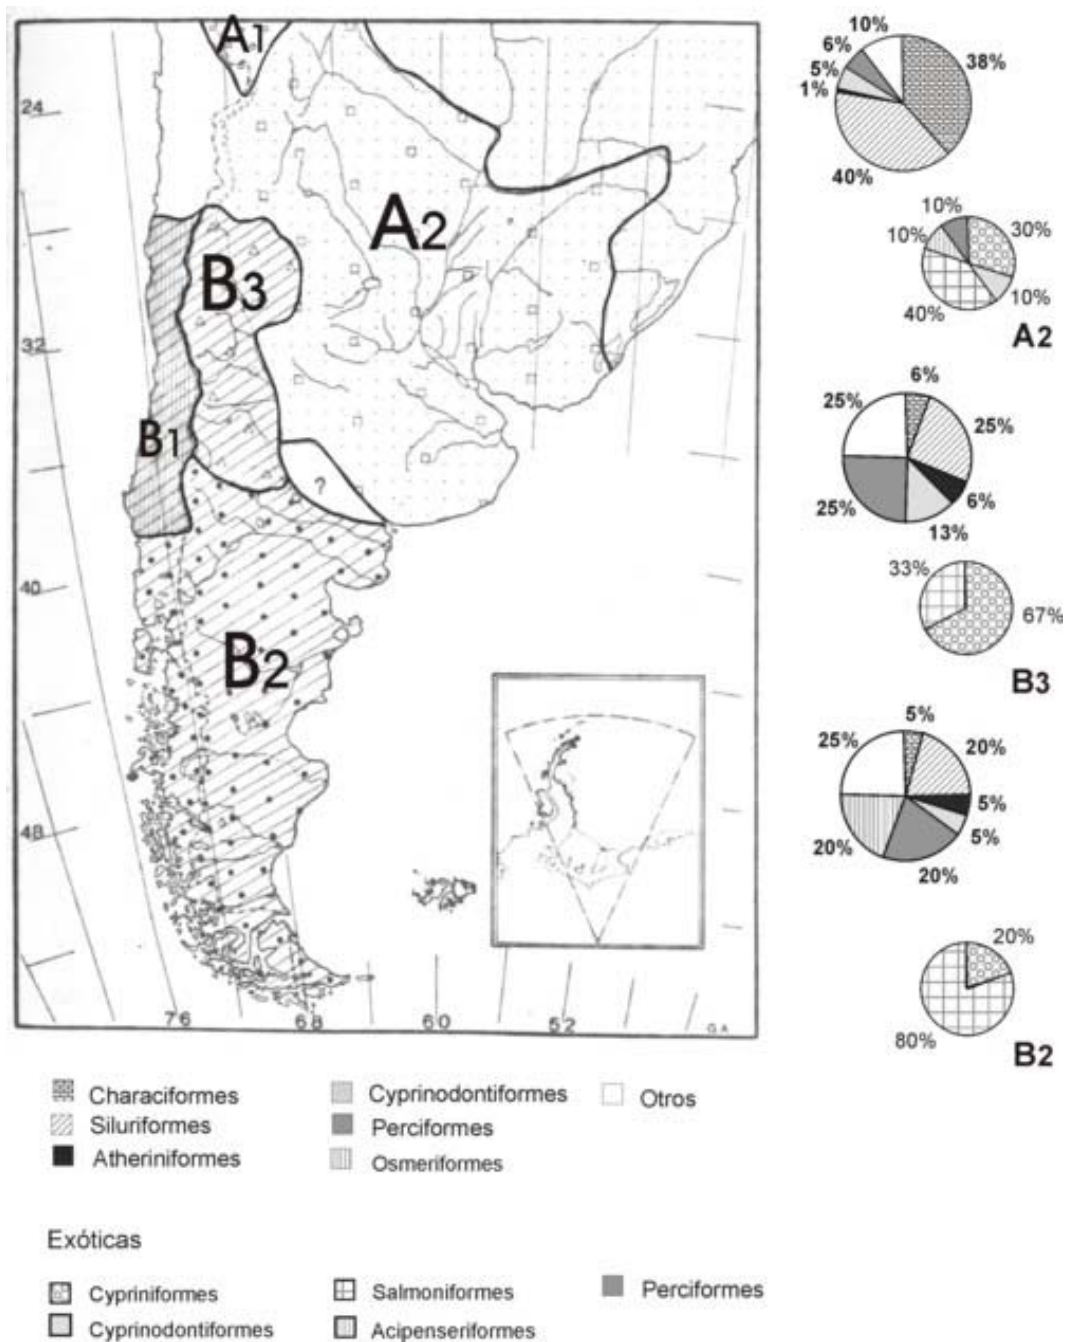 A1
24
A2
B3
32
B1
?
40
B2
48
76 68 60 52
G.A
10%
6%
5%
1%
38%
40%
10%
30%
10%
10%
40%
A2
6%
25%
25%
6%
25%
13%
33%
67%
B3
5%
25%
20%
5%
20%
5%
20%
20%
80%
B2
Characiformes Cyprinodontiformes Otros
Siluriformes Perciformes
Atheriniformes Osmeriformes
Exóticas
Cypriniformes Salmoniformes Perciformes
Cyprinodontiformes Acipenseriformes